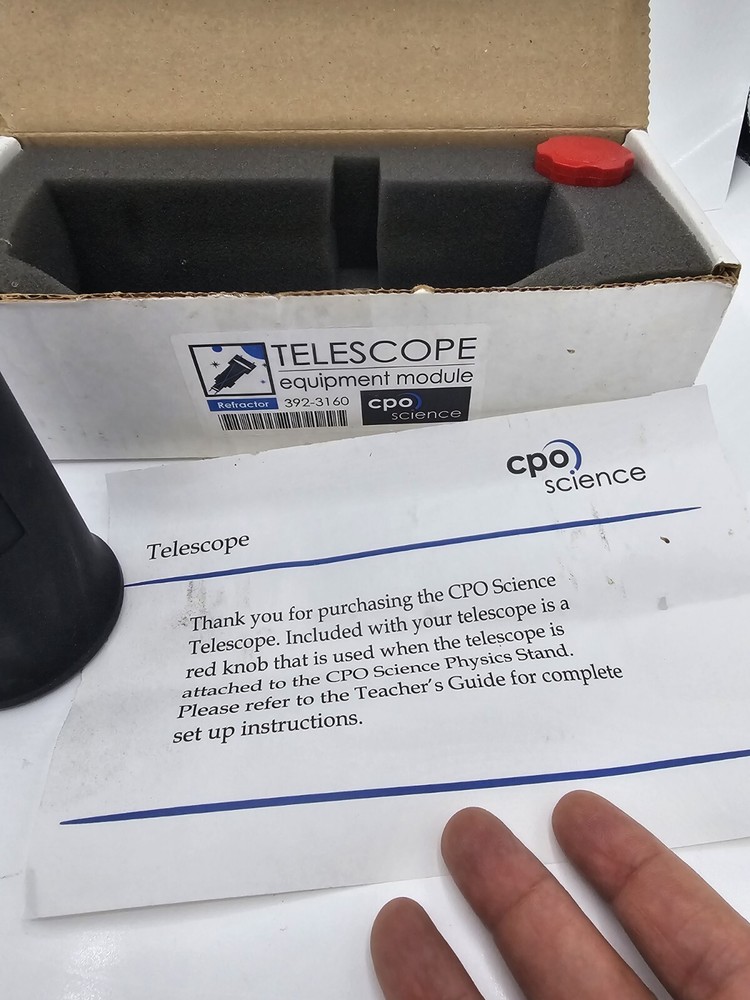 TELESCOPE
equipment module
Refractor 392-3160 cpo science
cpo science
Telescope
Thank you for purchasing the CPO Science
Telescope. Included with your telescope is a
red knob that is used when the telescope is
attached to the CPO Science Physics Stand.
Please refer to the Teacher's Guide for complete
set up instructions.